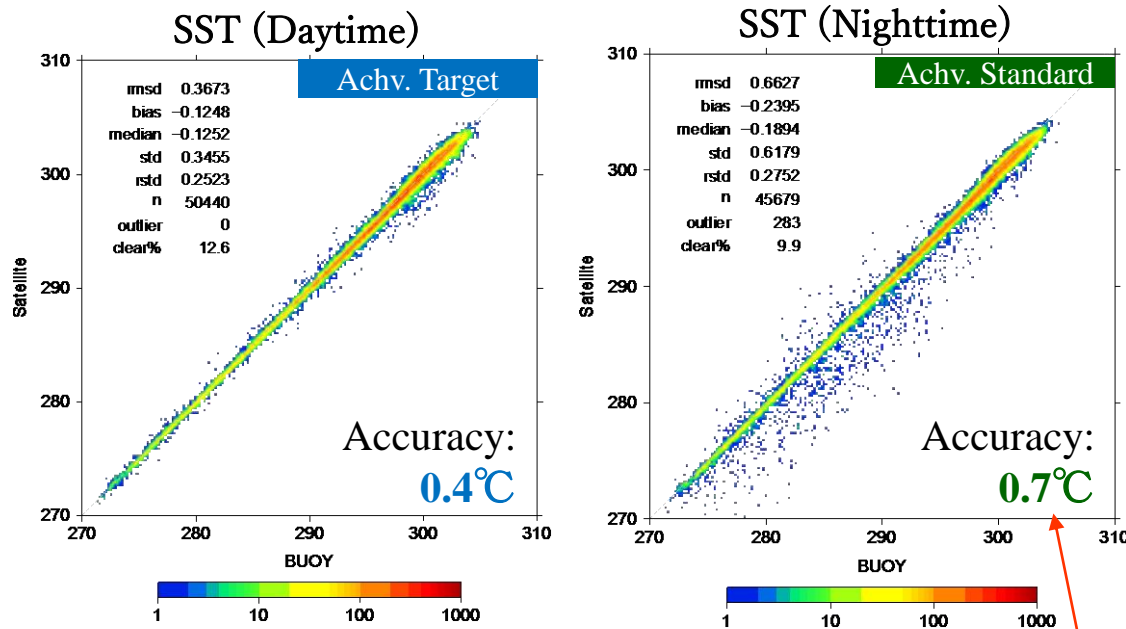 SST (Daytime)
Achv. Target
rmsd 0.3673
bias −0.1248
median −0.1252
std 0.3455
rstd 0.2523
n 50440
outlier 0
clear% 12.6
310
300
290
280
270
Satellite
Accuracy:
0.4℃
270 280 290 300 310
BUOY
1 10 100 1000
SST (Nighttime)
Achv. Standard
rmsd 0.6627
bias −0.2395
median −0.1894
std 0.6179
rstd 0.2752
n 45679
outlier 283
clear% 9.9
310
300
290
280
270
Satellite
Accuracy:
0.7℃
270 280 290 300 310
BUOY
1 10 100 1000